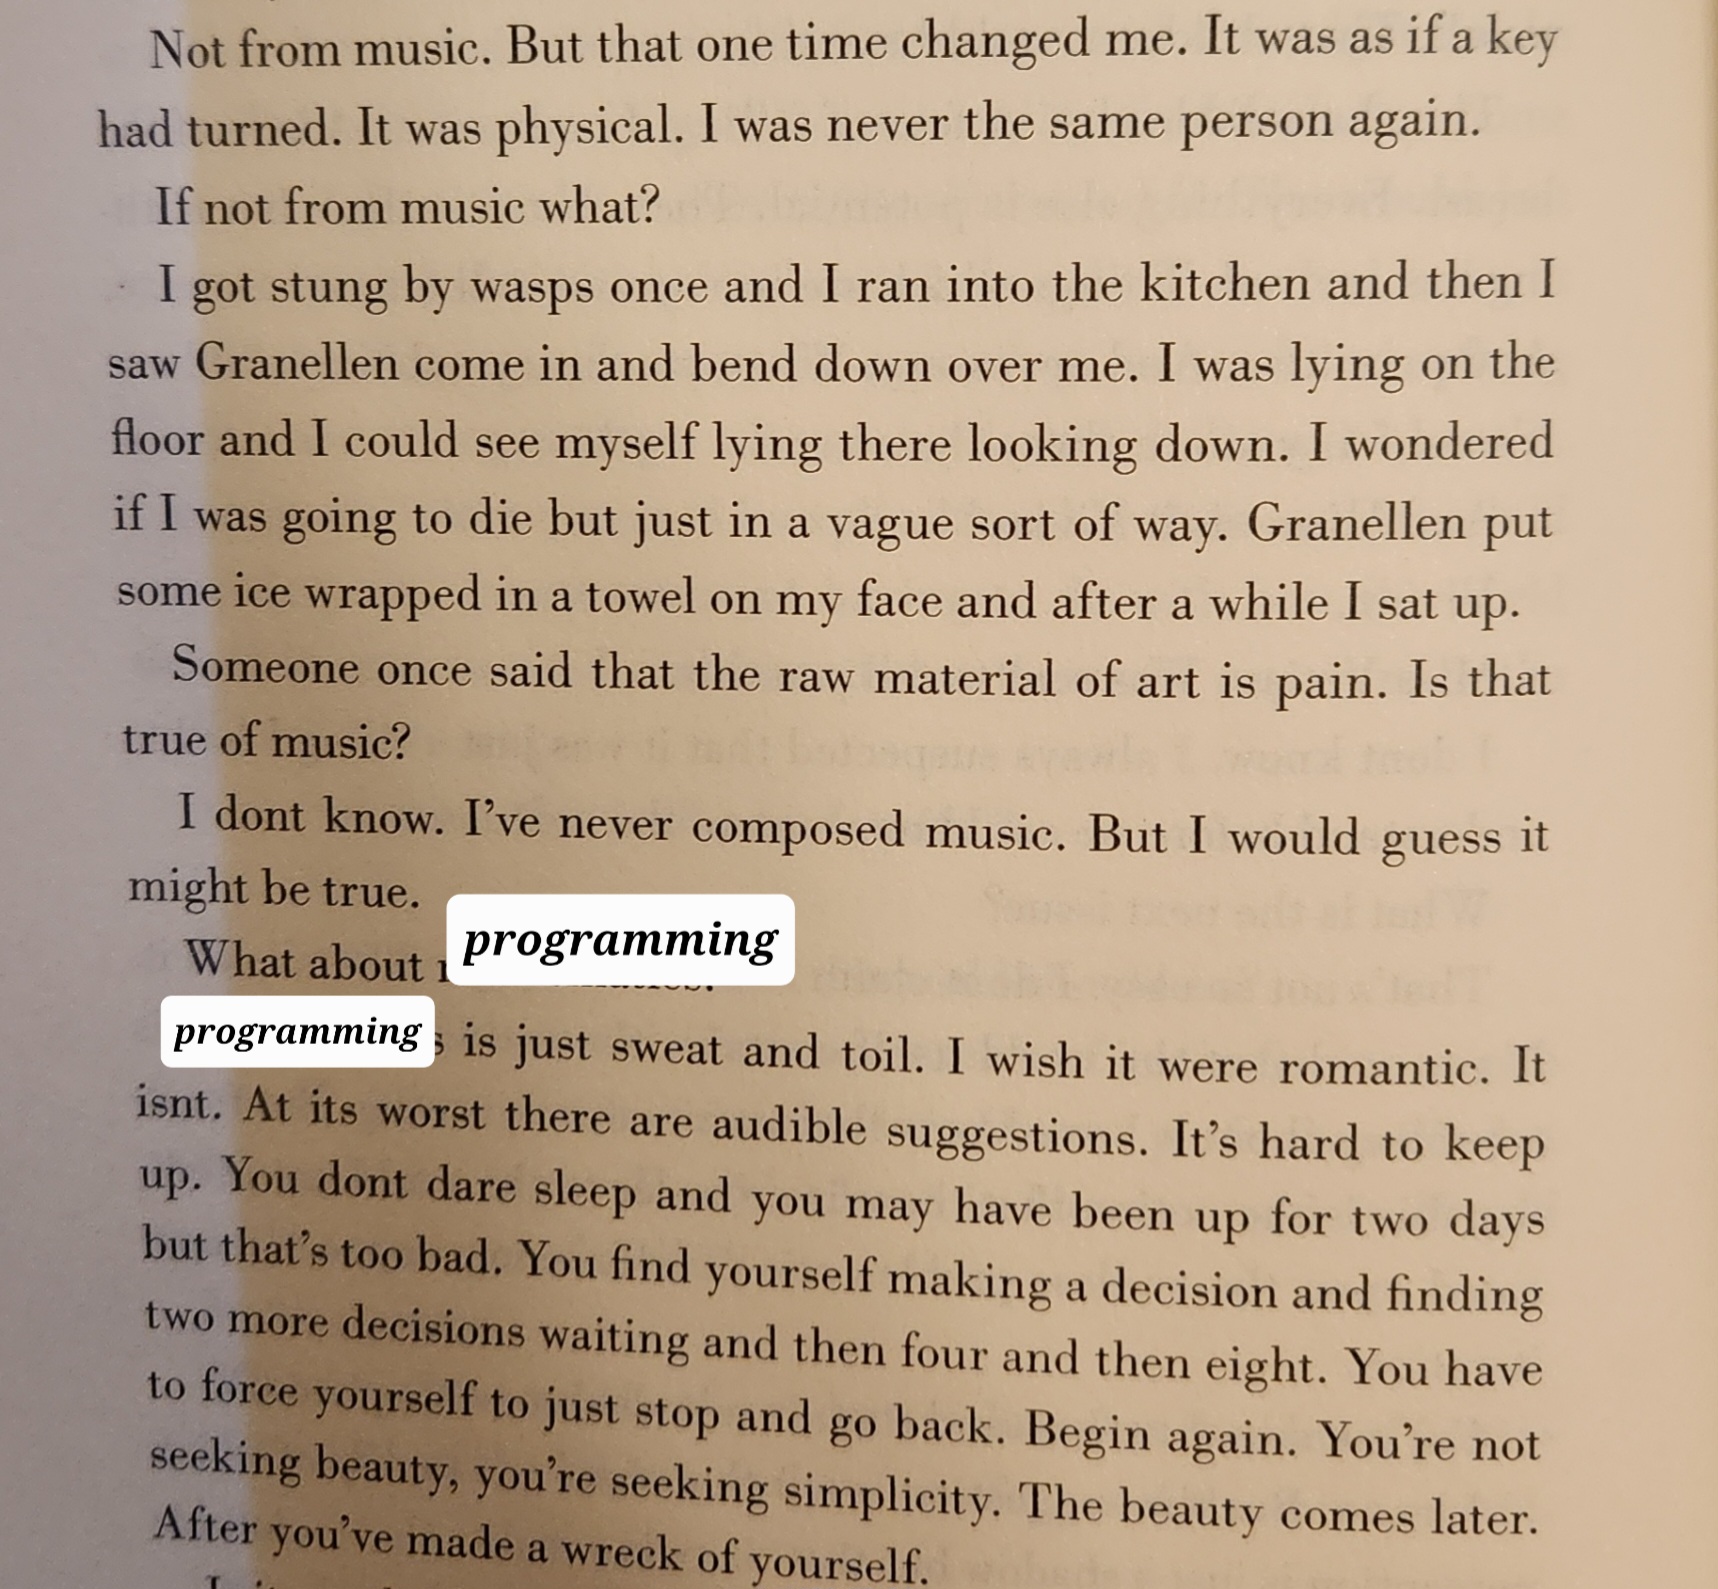 Not from music. But that one time changed me. It was as if a key
had turned. It was physical. I was never the same person again.
If not from music what?
I got stung by wasps once and I ran into the kitchen and then I
saw Granellen come in and bend down over me. I was lying on the
floor and I could see myself lying there looking down. I wondered
if I was going to die but just in a vague sort of way. Granellen put
some ice wrapped in a towel on my face and after a while I sat up.
Someone once said that the raw material of art is pain. Is that
true of music?
I dont know. I've never composed music. But I would guess it
might be true.
What about programming
programming is just sweat and toil. I wish it were romantic. It
isnt. At its worst there are audible suggestions. It's hard to keep
up. You dont dare sleep and you may have been up for two days
but that's too bad. You find yourself making a decision and finding
two more decisions waiting and then four and then eight. You have
to force yourself to just stop and go back. Begin again. You're not
seeking beauty, you're seeking simplicity. The beauty comes later.
After you've made a wreck of yourself.